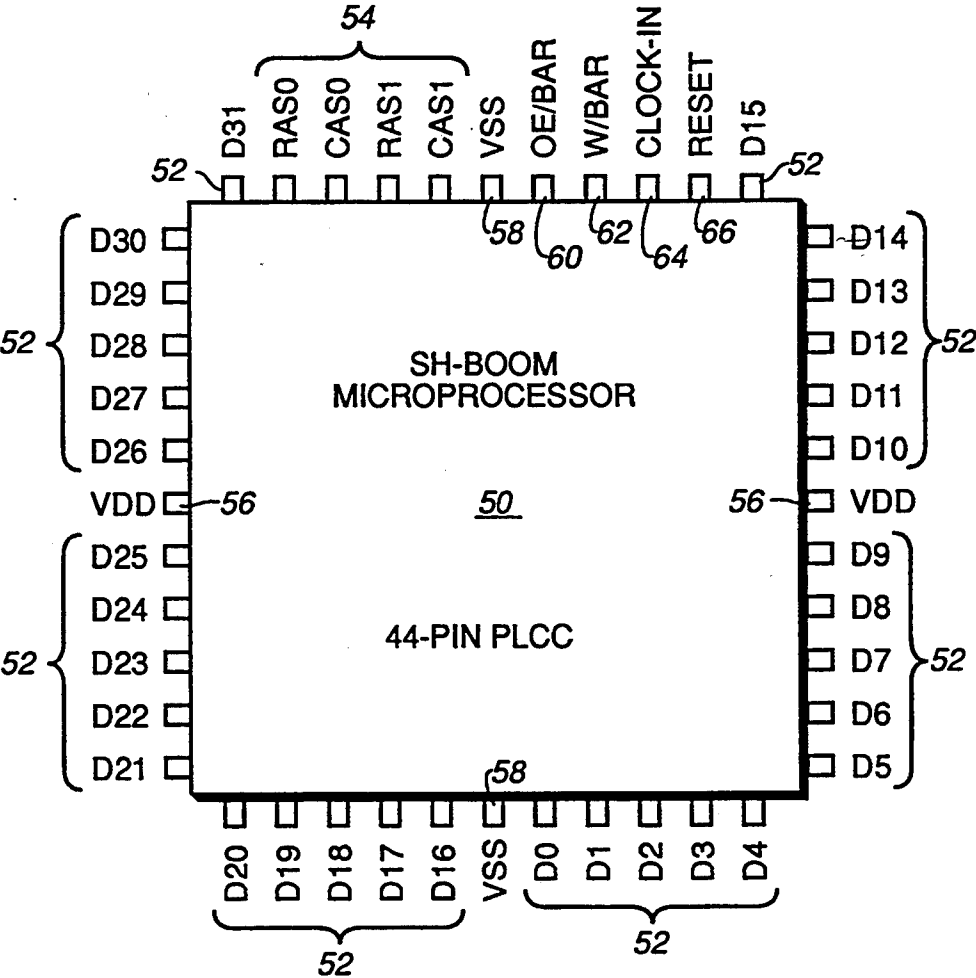 54
D31
RAS0
CAS0
RAS1
CAS1
VSS
OE/BAR
W/BAR
CLOCK-IN
RESET
D15
52
52
58
60
62
64
66
D30
D29
D28
D27
D26
52
VDD
56
D25
D24
D23
D22
D21
52
SH-BOOM
MICROPROCESSOR
50
44-PIN PLCC
D14
D13
D12
D11
D10
52
56
VDD
D9
D8
D7
D6
D5
52
58
D20
D19
D18
D17
D16
VSS
D0
D1
D2
D3
D4
52
52